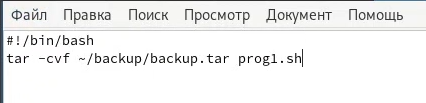 Файл Правка Поиск Просмотр Документ Помощь
#!/bin/bash
tar -cvf ~/backup/backup.tar prog1.sh